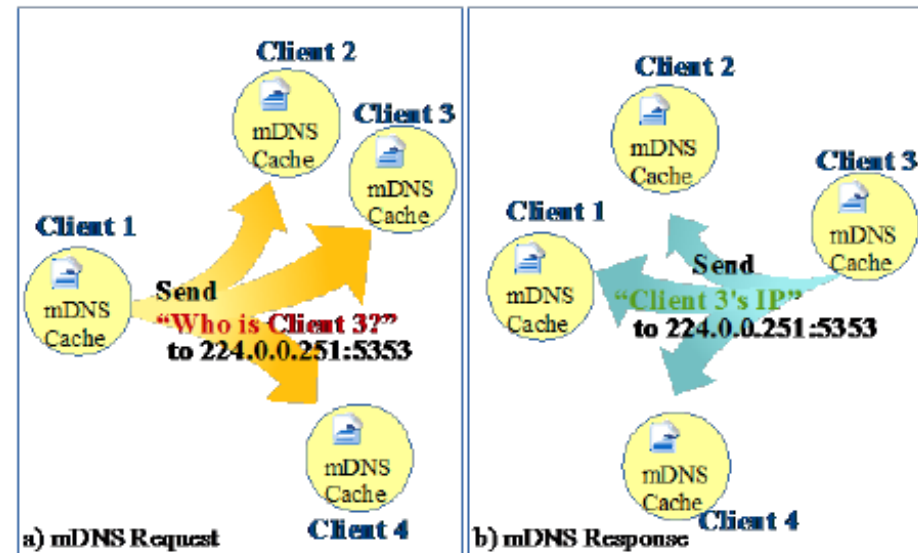 Client 2
mDNS
Cache
Client 3
mDNS
Cache
Client 1
mDNS
Cache
Send
“Who is Client 3?”
to 224.0.0.251:5353
mDNS
Cache
Client 4
a) mDNS Request
Client 2
mDNS
Cache
Client 3
mDNS
Cache
Client 1
mDNS
Cache
Send
“Client 3's IP”
to 224.0.0.251:5353
mDNS
Cache
Client 4
b) mDNS Response